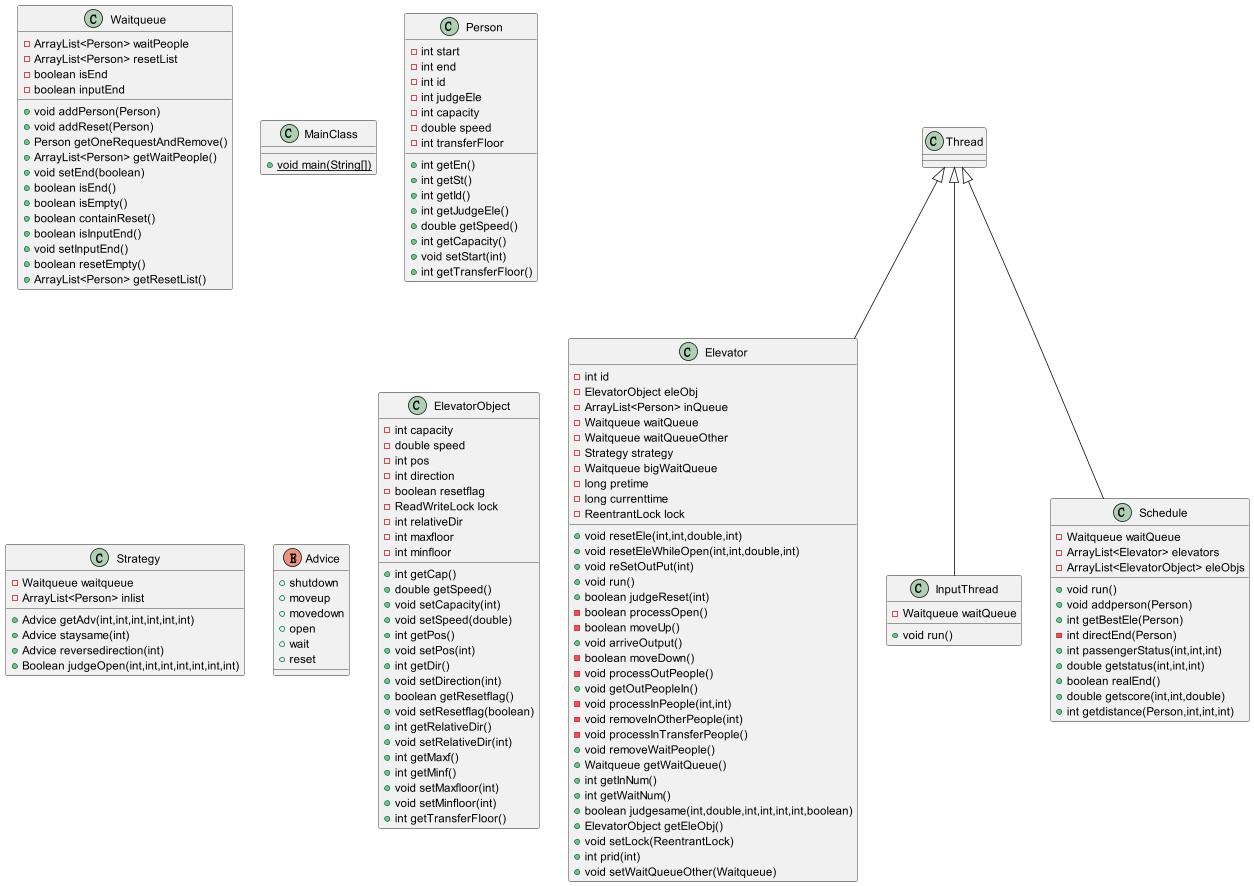 C Waitqueue
ArrayList<Person> waitPeople
ArrayList<Person> resetList
boolean isEnd
boolean inputEnd
void addPerson(Person)
void addReset(Person)
Person getOneRequestAndRemove()
ArrayList<Person> getWaitPeople()
void setEnd(boolean)
boolean isEnd()
boolean isEmpty()
boolean containReset()
boolean isInputEnd()
void setInputEnd()
boolean resetEmpty()
ArrayList<Person> getResetList()
C MainClass
void main(String[])
C Person
int start
int end
int id
int judgeEle
int capacity
double speed
int transferFloor
int getEn()
int getSt()
int getId()
int getJudgeEle()
double getSpeed()
int getCapacity()
void setStart(int)
int getTransferFloor()
C Thread
C Strategy
Waitqueue waitqueue
ArrayList<Person> inlist
Advice getAdv(int,int,int,int,int,int)
Advice staysame(int)
Advice reversedirection(int)
Boolean judgeOpen(int,int,int,int,int,int,int)
E Advice
shutdown
moveup
movedown
open
wait
reset
C ElevatorObject
int capacity
double speed
int pos
int direction
boolean resetflag
ReadWriteLock lock
int relativeDir
int maxfloor
int minfloor
int getCap()
double getSpeed()
void setCapacity(int)
void setSpeed(double)
int getPos()
void setPos(int)
int getDir()
void setDirection(int)
boolean getResetflag()
void setResetflag(boolean)
int getRelativeDir()
void setRelativeDir(int)
int getMaxf()
int getMinf()
void setMaxfloor(int)
void setMinfloor(int)
int getTransferFloor()
C Elevator
int id
ElevatorObject eleObj
ArrayList<Person> inQueue
Waitqueue waitQueue
Waitqueue waitQueueOther
Strategy strategy
Waitqueue bigWaitQueue
long pretime
long currenttime
ReentrantLock lock
void resetEle(int,int,double,int)
void resetEleWhileOpen(int,int,double,int)
void reSetOutPut(int)
void run()
boolean judgeReset(int)
boolean processOpen()
boolean moveUp()
void arriveOutput()
boolean moveDown()
void processOutPeople()
void getOutPeopleIn()
void processInPeople(int,int)
void removeInOtherPeople(int)
void processInTransferPeople()
void removeWaitPeople()
Waitqueue getWaitQueue()
int getInNum()
int getWaitNum()
boolean judgesame(int,double,int,int,int,int,boolean)
ElevatorObject getEleObj()
void setLock(ReentrantLock)
int prid(int)
void setWaitQueueOther(Waitqueue)
C InputThread
Waitqueue waitQueue
void run()
C Schedule
Waitqueue waitQueue
ArrayList<Elevator> elevators
ArrayList<ElevatorObject> eleObjs
void run()
void addperson(Person)
int getBestEle(Person)
int directEnd(Person)
int passengerStatus(int,int,int)
double getstatus(int,int,int)
boolean realEnd()
double getscore(int,int,double)
int getdistance(Person,int,int,int)